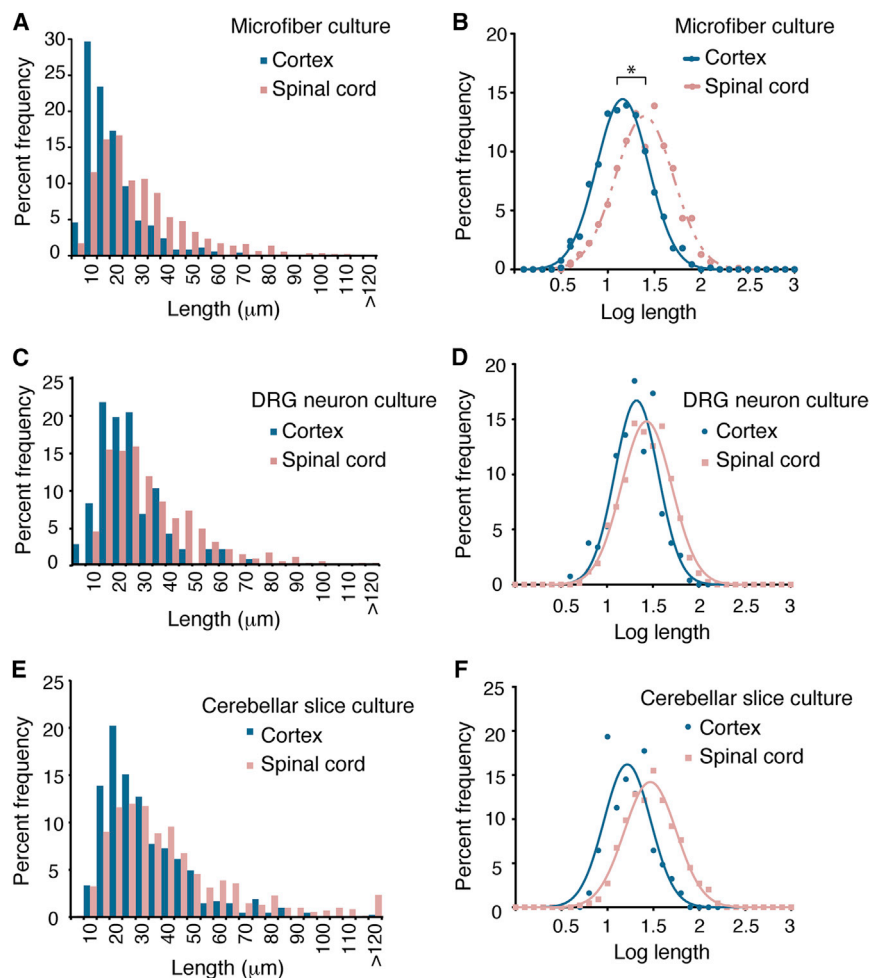 A
Microfiber culture
Cortex
Spinal cord
Percent frequency
30
25
20
15
10
5
0
10
20
30
40
50
60
70
80
90
100
110
>120
Length (μm)
B
Microfiber culture
Cortex
Spinal cord
*
Percent frequency
20
15
10
5
0
0.5
1
1.5
2
2.5
3
Log length
C
DRG neuron culture
Cortex
Spinal cord
Percent frequency
25
20
15
10
5
0
10
20
30
40
50
60
70
80
90
100
110
>120
Length (μm)
D
DRG neuron culture
Cortex
Spinal cord
Percent frequency
20
15
10
5
0
0.5
1
1.5
2
2.5
3
Log length
E
Cerebellar slice culture
Cortex
Spinal cord
Percent frequency
25
20
15
10
5
0
10
20
30
40
50
60
70
80
90
100
110
>120
Length (μm)
F
Cerebellar slice culture
Cortex
Spinal cord
Percent frequency
25
20
15
10
5
0
0.5
1
1.5
2
2.5
3
Log length